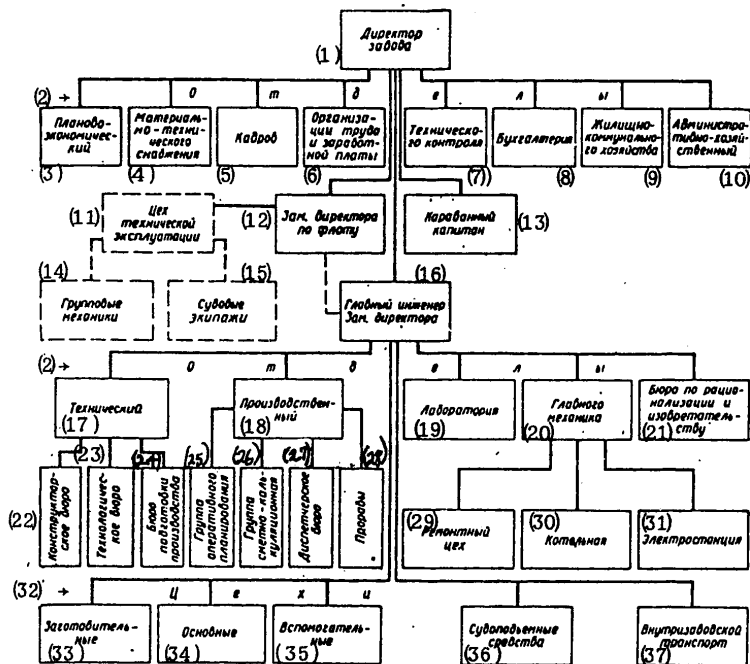 Директор
завода
(1)
(2) → О т д е л ы
Планово-
экономичес-
кий
(3)
Материаль-
но-техни-
ческого
снабжения
(4)
Кадров
(5)
Организа-
ции труда
и зарабо-
тной платы
(6)
Техническо-
го контроля
(7)
Бухгалтерия
(8)
Жилищно-
коммунально-
го хозяйства
(9)
Администра-
тивно-хозяй-
ственный
(10)
(11)
Цех
технической
эксплуатации
(12)
Зам. директора
по флоту
Караванный
капитан
(13)
(14)
Групповые
механики
(15)
Судовые
экипажи
(16)
Главный инженер
Зам. директора
(2) → О т д е л ы
Технический
(17)
Производствен-
ный
(18)
Лаборатория
(19)
Главного
механика
(20)
Бюро по рацио-
нализации и
изобретатель-
ству
(21)
(22)
Конструктор-
ское бюро
(23)
Технологичес-
кое бюро
(24)
Бюро
подготовки
производства
(25)
Группа
оперативного
планирования
(26)
Группа
сметно-каль-
куляционная
(27)
Диспетчерское
бюро
(28)
Прорабы
(29)
Ремонтный
цех
(30)
Котельная
(31)
Электростанция
(32) → Ц е х и
Заготовитель-
ные
(33)
Основные
(34)
Вспомогатель-
ные
(35)
Судоподъемные
средства
(36)
Внутризаводской
транспорт
(37)